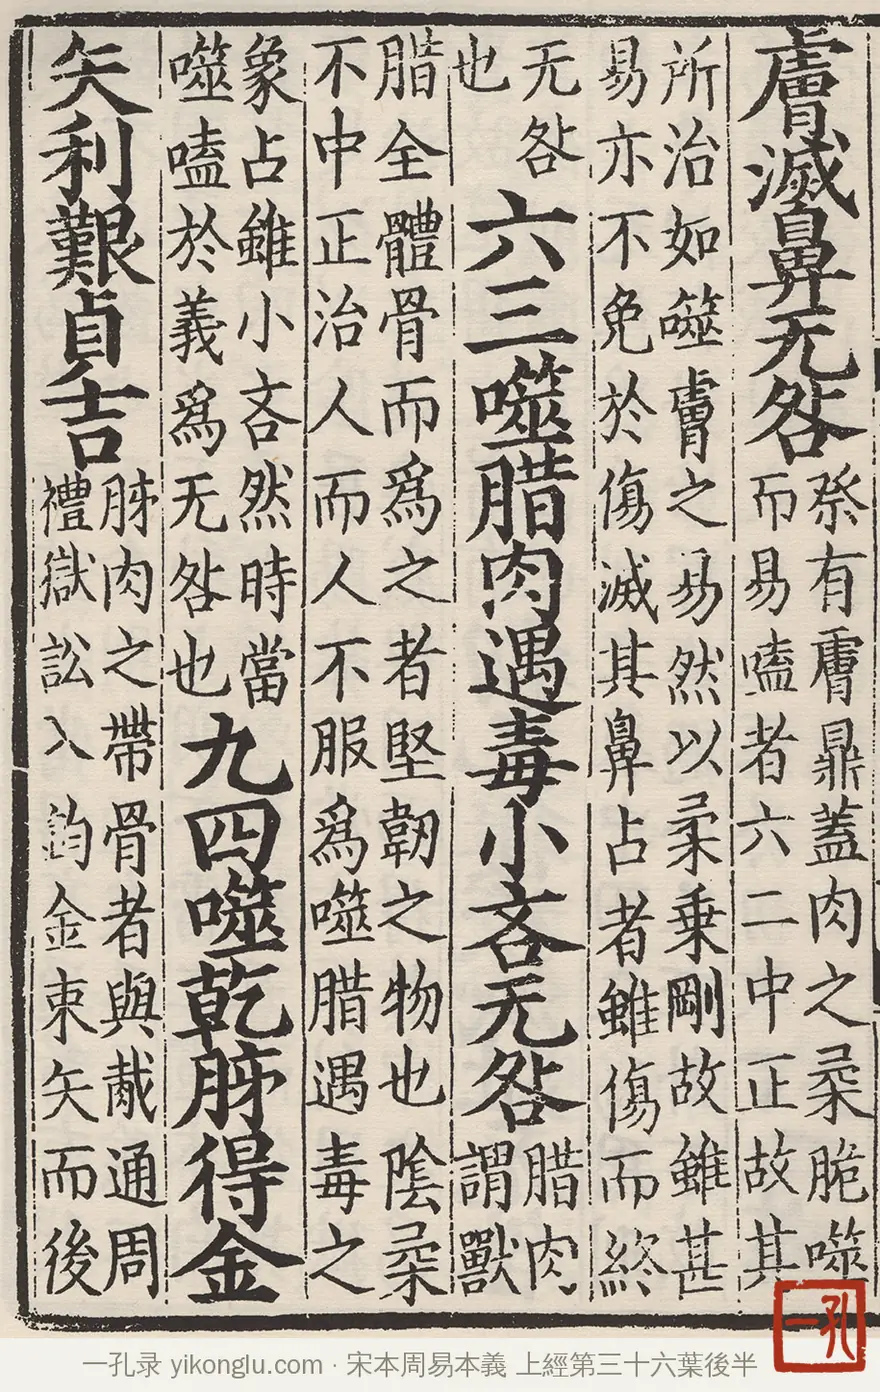 膚滅鼻无咎
祭有膚鼎蓋肉之柔脆噬
而易嗑者六二中正故其
所治如噬膚之易然以柔乗剛故雖甚
易亦不免於傷滅其鼻占者雖傷而終
无咎
也
六三噬腊肉遇毒小吝无咎
腊肉
謂獸
腊全體骨而爲之者堅韌之物也陰柔
不中正治人而人不服爲噬腊遇毒之
象占雖小吝然時當
噬嗑於義爲无咎也
九四噬乾胏得金
矢利艱貞吉
胏肉之帶骨者與胾通周
禮獄訟入鈞金束矢而後
一孔
一孔录 yikonglu.com · 宋本周易本義 上經第三十六葉後半